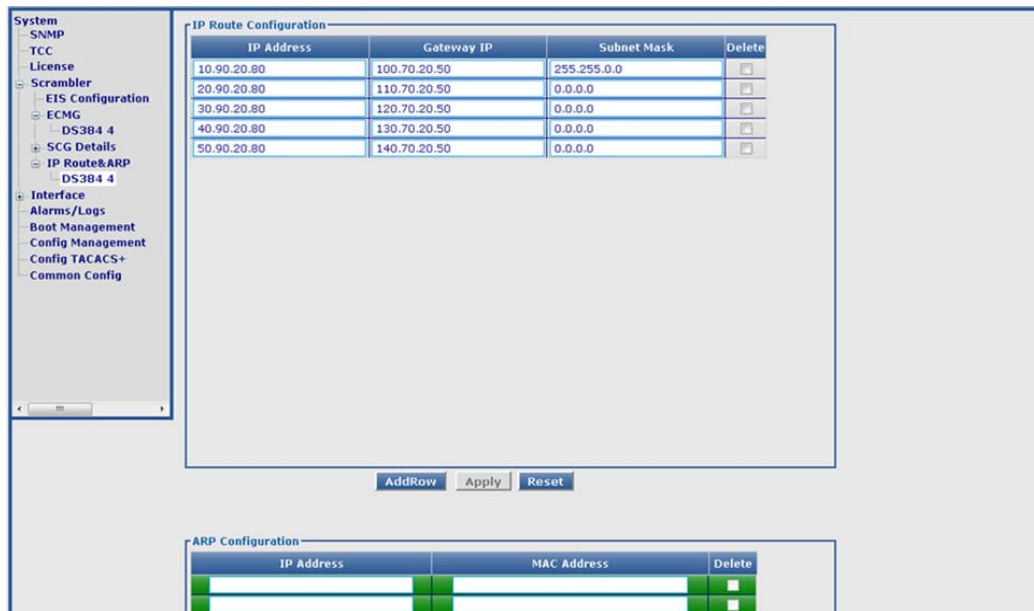 System
SNMP
TCC
License
Scrambler
EIS Configuration
ECMG
DS384 4
SCG Details
IP Route&ARP
DS384 4
Interface
Alarms/Logs
Boot Management
Config Management
Config TACACS+
Common Config
IP Route Configuration
IP Address Gateway IP Subnet Mask Delete
10.90.20.80 100.70.20.50 255.255.0.0
20.90.20.80 110.70.20.50 0.0.0.0
30.90.20.80 120.70.20.50 0.0.0.0
40.90.20.80 130.70.20.50 0.0.0.0
50.90.20.80 140.70.20.50 0.0.0.0
AddRow Apply Reset
ARP Configuration
IP Address MAC Address Delete